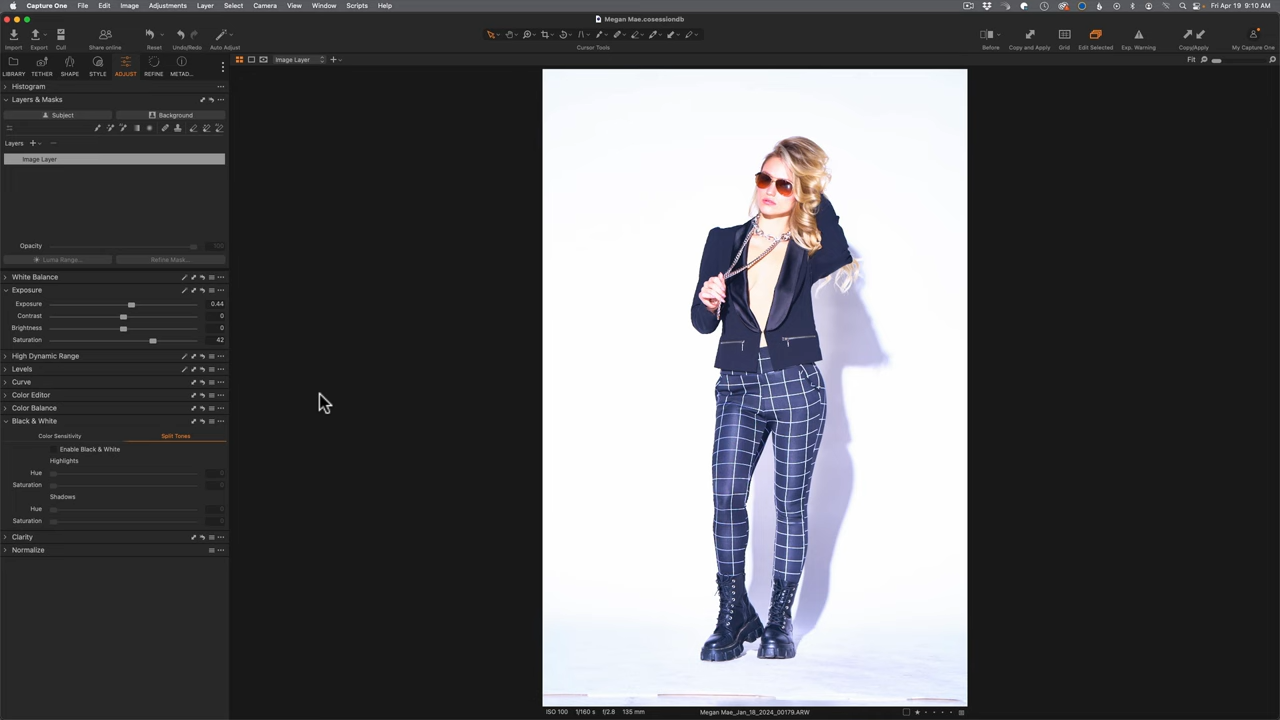 Capture One File Edit Image Adjustments Layer Select Camera View Window Scripts Help Fri Apr 19 9:10 AM
Megan Mae.cosessiondb
Import Export Cull Share online Reset Undo/Redo Auto Adjust Cursor Tools Before Copy and Apply Grid Edit Selected Exp. Warning Copy/Apply My Capture One
Image Layer Fit
LIBRARY TETHER SHAPE STYLE ADJUST REFINE METAD...
Histogram
Layers & Masks
Subject Background
Layers
Image Layer
Opacity 100
Luma Range... Refine Mask...
White Balance
Exposure
Exposure 0.44
Contrast 0
Brightness 0
Saturation 42
High Dynamic Range
Levels
Curve
Color Editor
Color Balance
Black & White
Color Sensitivity Split Tones
Enable Black & White
Highlights
Hue 0
Saturation 0
Shadows
Hue 0
Saturation 0
Clarity
Normalize
ISO 100 1/160 s f/2.8 135 mm Megan Mae_Jan_18_2024_00179.ARW